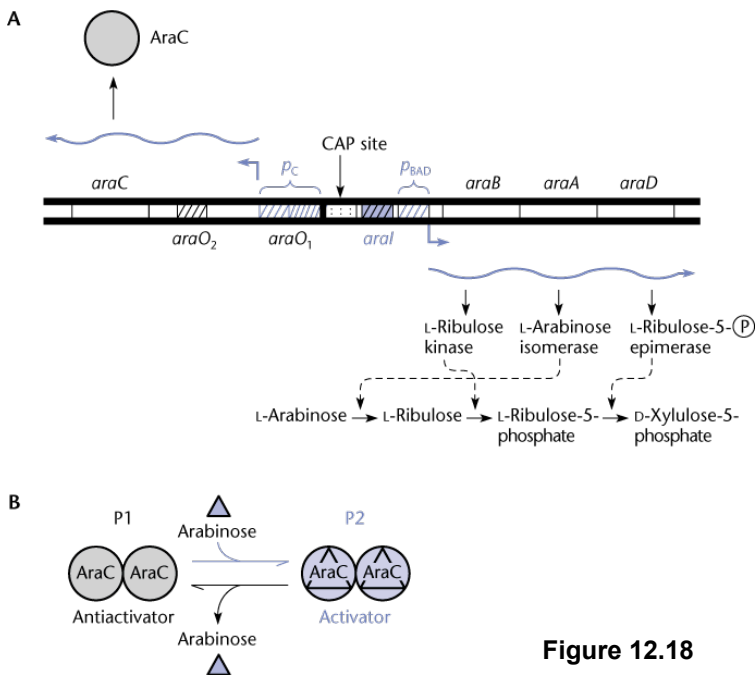 A
AraC
CAP site
pC
pBAD
araC
araB
araA
araD
araO2
araO1
araI
L-Ribulose
kinase
L-Arabinose
isomerase
L-Ribulose-5-P
epimerase
L-Arabinose
L-Ribulose
L-Ribulose-5-
phosphate
D-Xylulose-5-
phosphate
B
P1
Arabinose
P2
AraC
AraC
AraC
AraC
Antiactivator
Activator
Arabinose
Figure 12.18